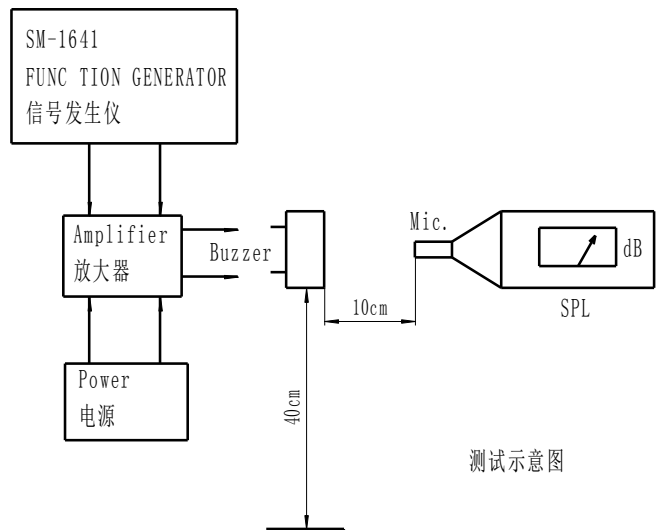 SM-1641
FUNC TION GENERATOR
信号发生仪
Amplifier
放大器
Buzzer
Mic.
dB
SPL
10cm
Power
电源
40cm
测试示意图